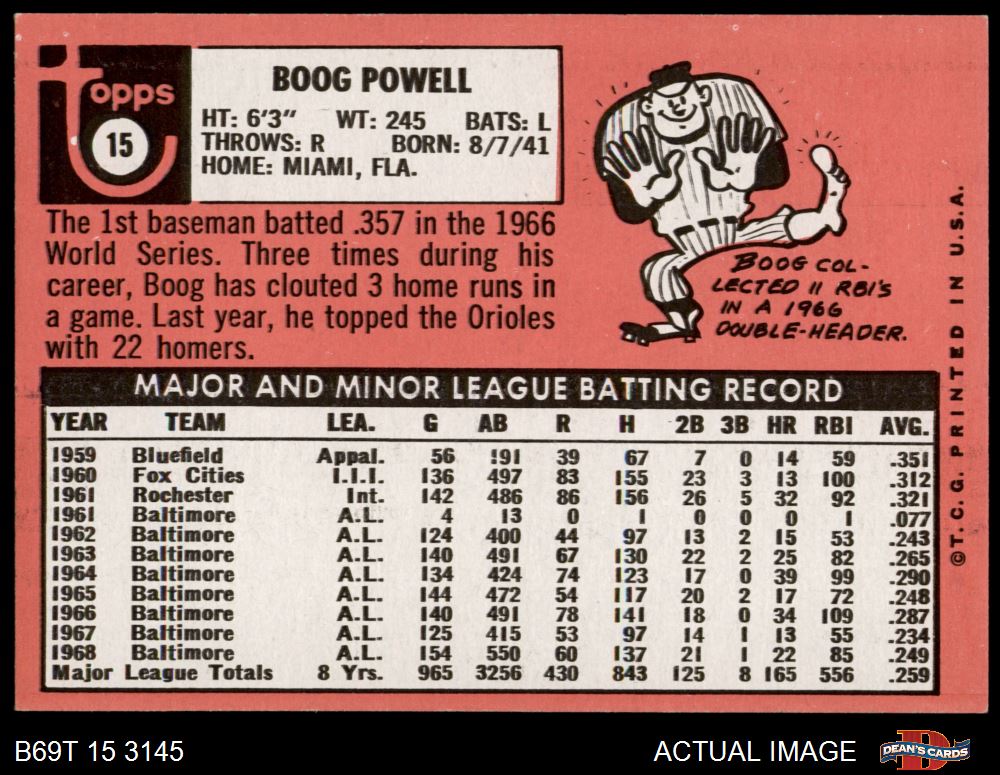 topps
15
BOOG POWELL
HT: 6'3" WT: 245 BATS: L
THROWS: R BORN: 8/7/41
HOME: MIAMI, FLA.
The 1st baseman batted .357 in the 1966
World Series. Three times during his
career, Boog has clouted 3 home runs in
a game. Last year, he topped the Orioles
with 22 homers.
BOOG COL-
LECTED 11 RBI'S
IN A 1966
DOUBLE-HEADER.
MAJOR AND MINOR LEAGUE BATTING RECORD
YEAR TEAM LEA. G AB R H 2B 3B HR RBI AVG.
1959 Bluefield Appal. 56 191 39 67 7 0 14 59 .351
1960 Fox Cities I.I.I. 136 497 83 155 23 3 13 100 .312
1961 Rochester Int. 142 486 86 156 26 5 32 92 .321
1961 Baltimore A.L. 4 13 0 1 0 0 0 1 .077
1962 Baltimore A.L. 124 400 44 97 13 2 15 53 .243
1963 Baltimore A.L. 140 491 67 130 22 2 25 82 .265
1964 Baltimore A.L. 134 424 74 123 17 0 39 99 .290
1965 Baltimore A.L. 144 472 54 117 20 2 17 72 .248
1966 Baltimore A.L. 140 491 78 141 18 0 34 109 .287
1967 Baltimore A.L. 125 415 53 97 14 1 13 55 .234
1968 Baltimore A.L. 154 550 60 137 21 1 22 85 .249
Major League Totals 8 Yrs. 965 3256 430 843 125 8 165 556 .259
©T.C.G. PRINTED IN U.S.A.
B69T 15 3145
ACTUAL IMAGE
D
DEAN'S CARDS